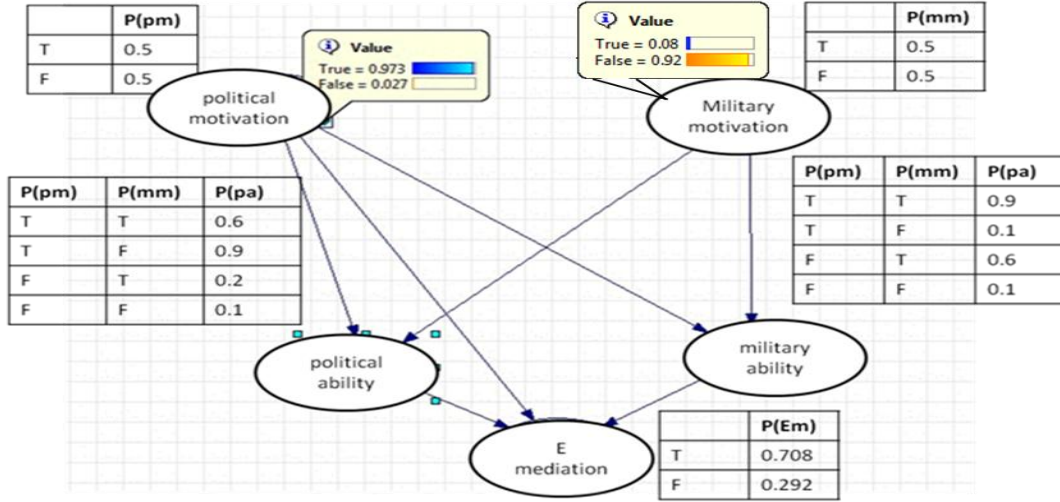 P(pm)
T 0.5
F 0.5
Value
True = 0.973
False = 0.027
Value
True = 0.08
False = 0.92
P(mm)
T 0.5
F 0.5
political
motivation
Military
motivation
P(pm) P(mm) P(pa)
T T 0.6
T F 0.9
F T 0.2
F F 0.1
P(pm) P(mm) P(pa)
T T 0.9
T F 0.1
F T 0.6
F F 0.1
political
ability
military
ability
E
mediation
P(Em)
T 0.708
F 0.292